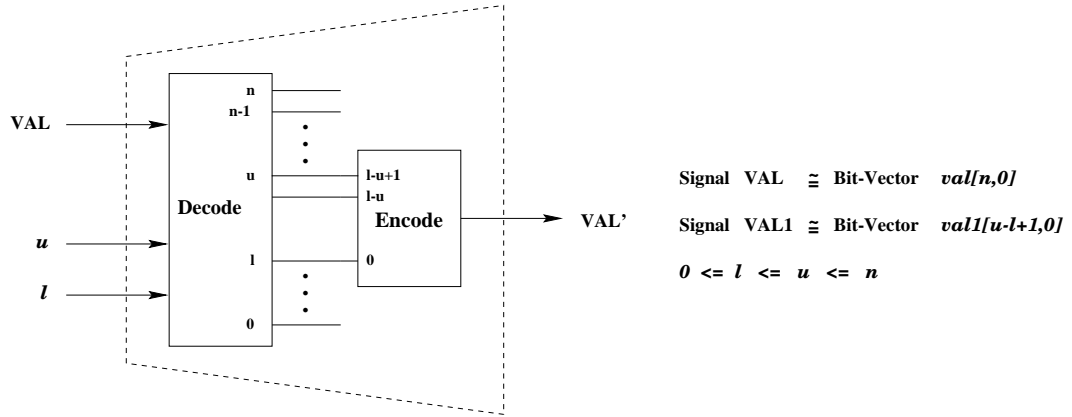 VAL
u
l
Decode
n
n-1
u
l
0
l-u+1
l-u
0
Encode
VAL’
Signal VAL ≅ Bit-Vector val[n,0]
Signal VAL1 ≅ Bit-Vector val1[u-l+1,0]
0 <= l <= u <= n